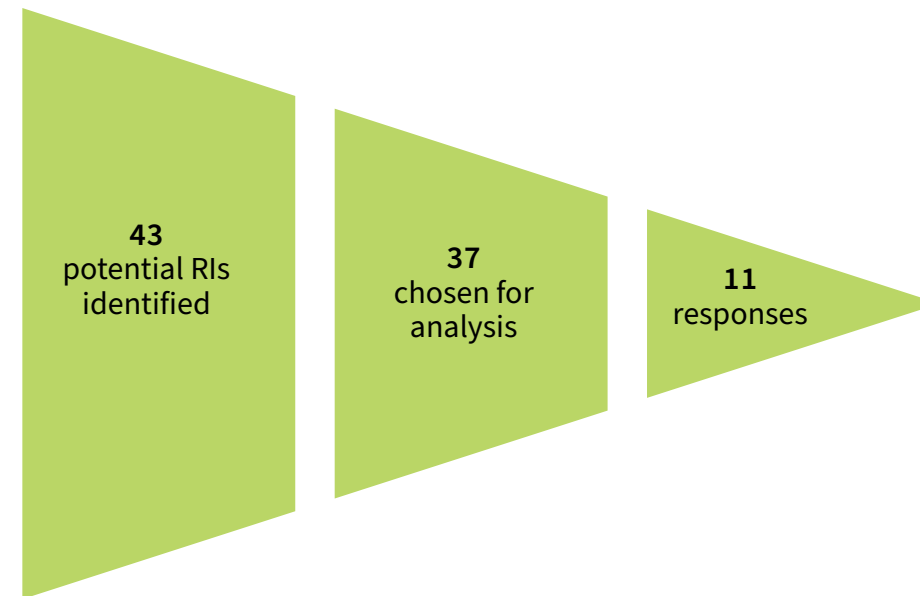 43
potential RIs
identified
37
chosen for
analysis
11
responses